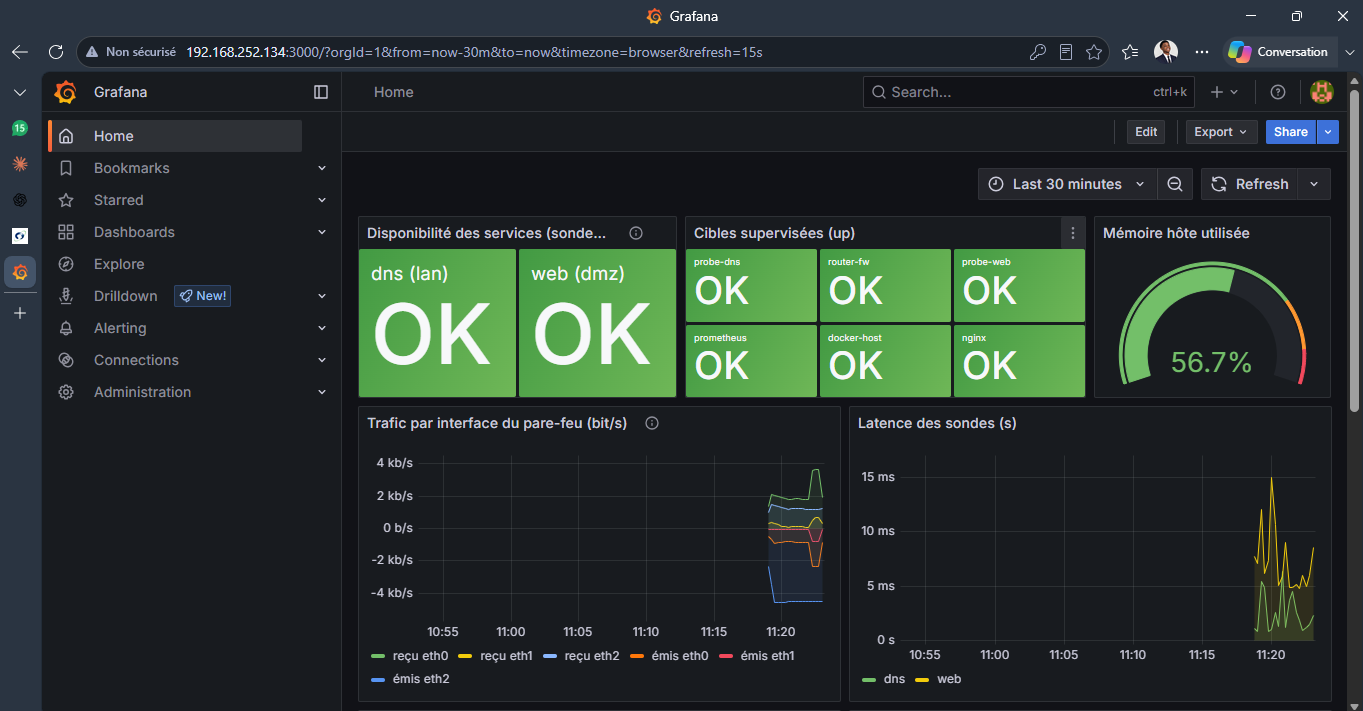 Grafana
Non sécurisé 192.168.252.134:3000/?orgId=1&from=now-30m&to=now&timezone=browser&refresh=15s
Conversation
15
Grafana
Home
Search...
ctrl+k
Home
Bookmarks
Starred
Dashboards
Explore
Drilldown
New!
Alerting
Connections
Administration
Edit
Export
Share
Last 30 minutes
Refresh
Disponibilité des services (sonde...
dns (lan)
OK
web (dmz)
OK
Cibles supervisées (up)
probe-dns
OK
router-fw
OK
probe-web
OK
prometheus
OK
docker-host
OK
nginx
OK
Mémoire hôte utilisée
56.7%
Trafic par interface du pare-feu (bit/s)
4 kb/s
2 kb/s
0 b/s
-2 kb/s
-4 kb/s
10:55 11:00 11:05 11:10 11:15 11:20
reçu eth0 reçu eth1 reçu eth2 émis eth0 émis eth1
émis eth2
Latence des sondes (s)
15 ms
10 ms
5 ms
0 s
10:55 11:00 11:05 11:10 11:15 11:20
dns web